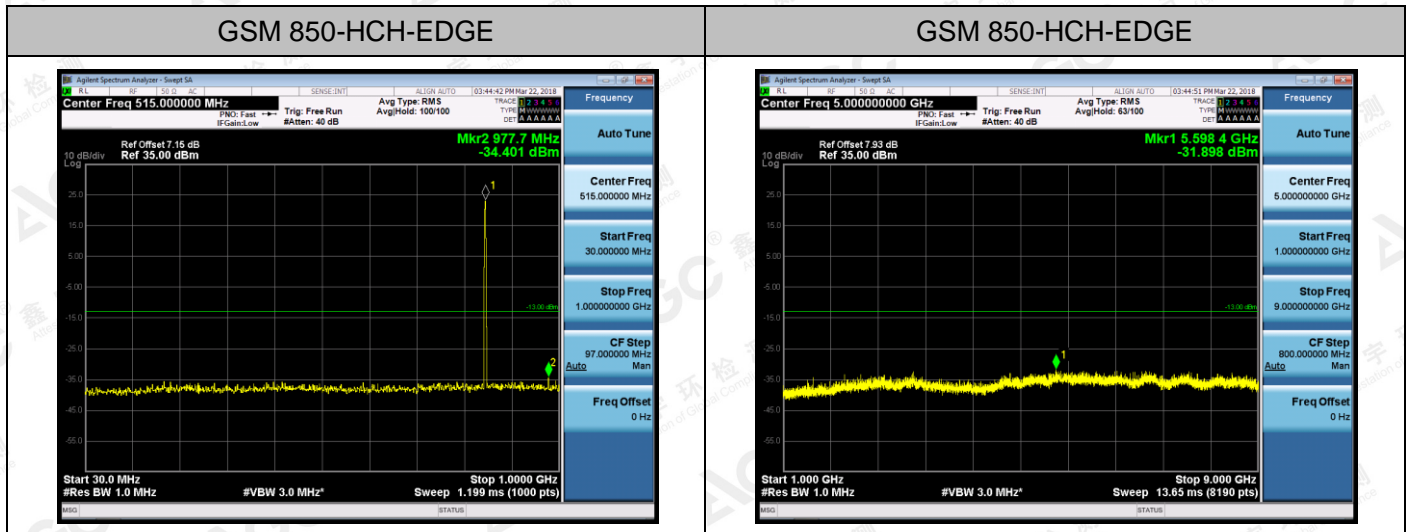 GSM 850-HCH-EDGE
Agilent Spectrum Analyzer - Swept SA
RL RF 50 Ω AC SENSE:INT ALIGN AUTO 03:44:42 PM Mar 22, 2018
Center Freq 515.000000 MHz
PNO: Fast
IFGain:Low
Trig: Free Run
#Atten: 40 dB
Avg Type: RMS
Avg|Hold: 100/100
TRACE 1 2 3 4 5 6
TYPE M W W W W W
DET A A A A A A
Ref Offset 7.15 dB
Ref 35.00 dBm
10 dB/div
Log
Mkr2 977.7 MHz
-34.401 dBm
25.0
15.0
5.00
-5.00
-15.0
-25.0
-35.0
-45.0
-55.0
1
-13.00 dBm
2
Start 30.0 MHz
#Res BW 1.0 MHz
#VBW 3.0 MHz*
Stop 1.0000 GHz
Sweep 1.199 ms (1000 pts)
MSG STATUS
Frequency
Auto Tune
Center Freq
515.000000 MHz
Start Freq
30.000000 MHz
Stop Freq
1.000000000 GHz
CF Step
97.000000 MHz
Auto Man
Freq Offset
0 Hz
GSM 850-HCH-EDGE
Agilent Spectrum Analyzer - Swept SA
RL RF 50 Ω AC SENSE:INT ALIGN AUTO 03:44:51 PM Mar 22, 2018
Center Freq 5.000000000 GHz
PNO: Fast
IFGain:Low
Trig: Free Run
#Atten: 40 dB
Avg Type: RMS
Avg|Hold: 63/100
TRACE 1 2 3 4 5 6
TYPE M W W W W W
DET A A A A A A
Ref Offset 7.93 dB
Ref 35.00 dBm
10 dB/div
Log
Mkr1 5.598 4 GHz
-31.898 dBm
25.0
15.0
5.00
-5.00
-15.0
-25.0
-35.0
-45.0
-55.0
-13.00 dBm
1
Start 1.000 GHz
#Res BW 1.0 MHz
#VBW 3.0 MHz*
Stop 9.000 GHz
Sweep 13.65 ms (8190 pts)
MSG STATUS
Frequency
Auto Tune
Center Freq
5.000000000 GHz
Start Freq
1.000000000 GHz
Stop Freq
9.000000000 GHz
CF Step
800.000000 MHz
Auto Man
Freq Offset
0 Hz